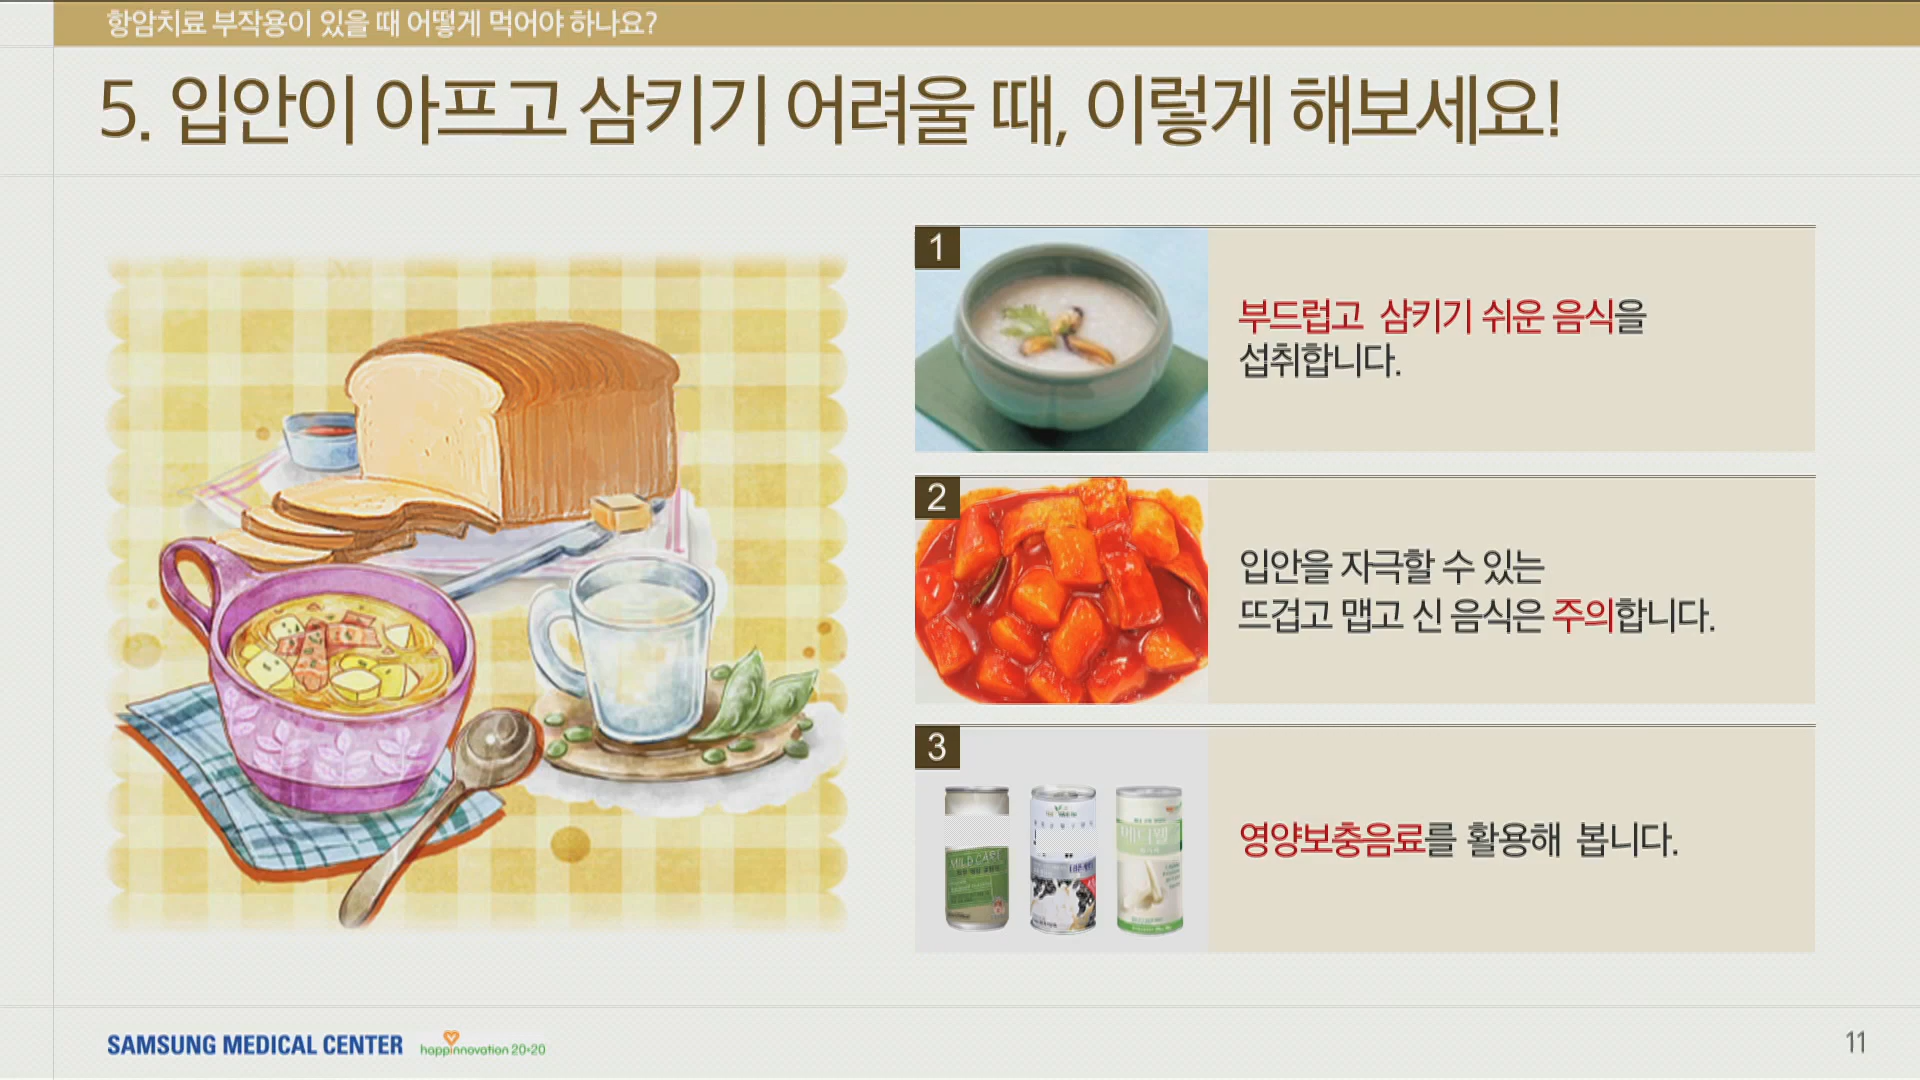 항암치료 부작용이 있을 때 어떻게 먹어야 하나요?
5. 입안이 아프고 삼키기 어려울 때, 이렇게 해보세요!
1
부드럽고 삼키기 쉬운 음식을
섭취합니다.
2
입안을 자극할 수 있는
뜨겁고 맵고 신 음식은 주의합니다.
3
MILD CARE
메디웰
영양보충음료를 활용해 봅니다.
SAMSUNG MEDICAL CENTER
happinnovation 20·20
11